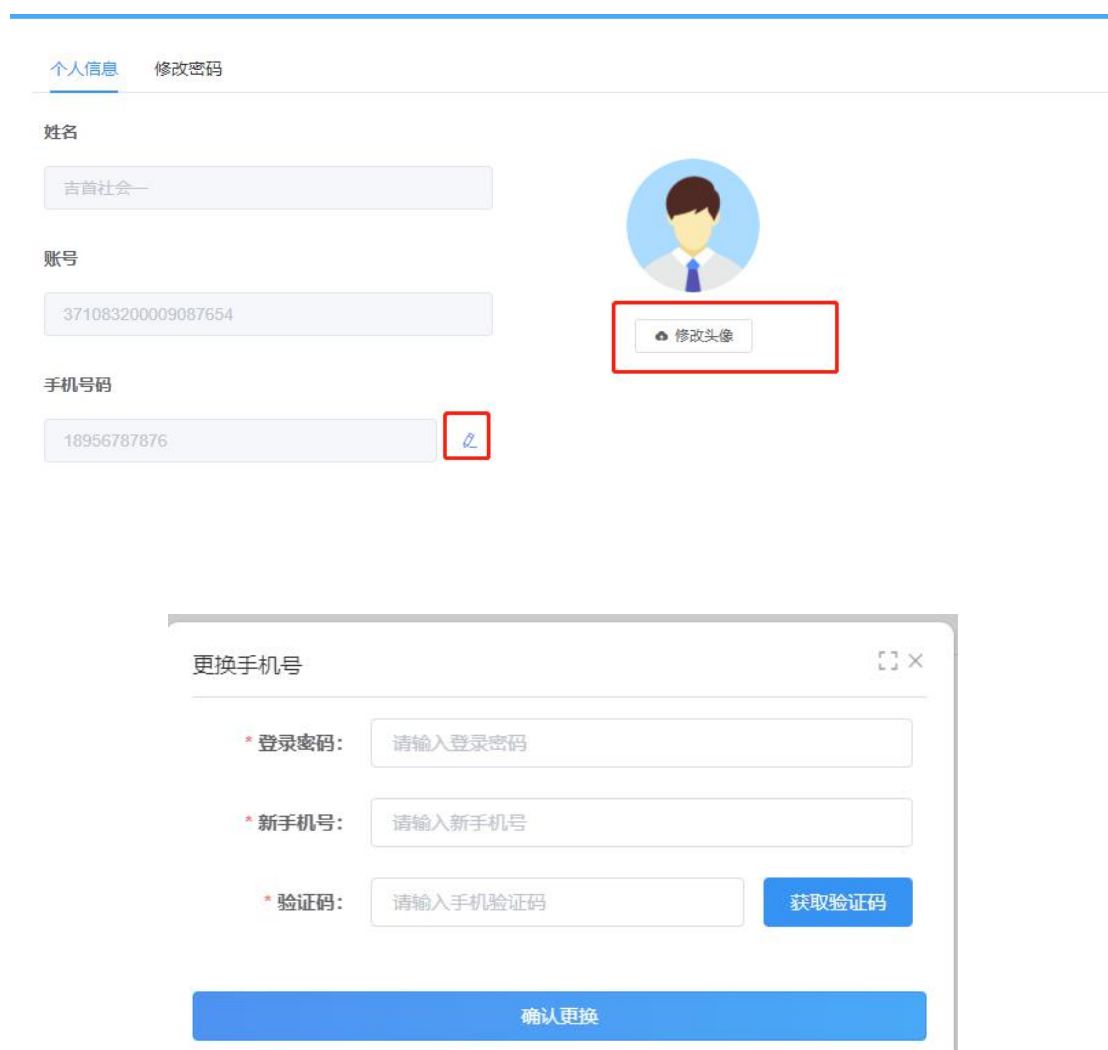 个人信息 修改密码
姓名
吉首社会一
账号
371083200009087654
修改头像
手机号码
18956787876
更换手机号
* 登录密码： 请输入登录密码
* 新手机号： 请输入新手机号
* 验证码： 请输入手机验证码 获取验证码
确认更换